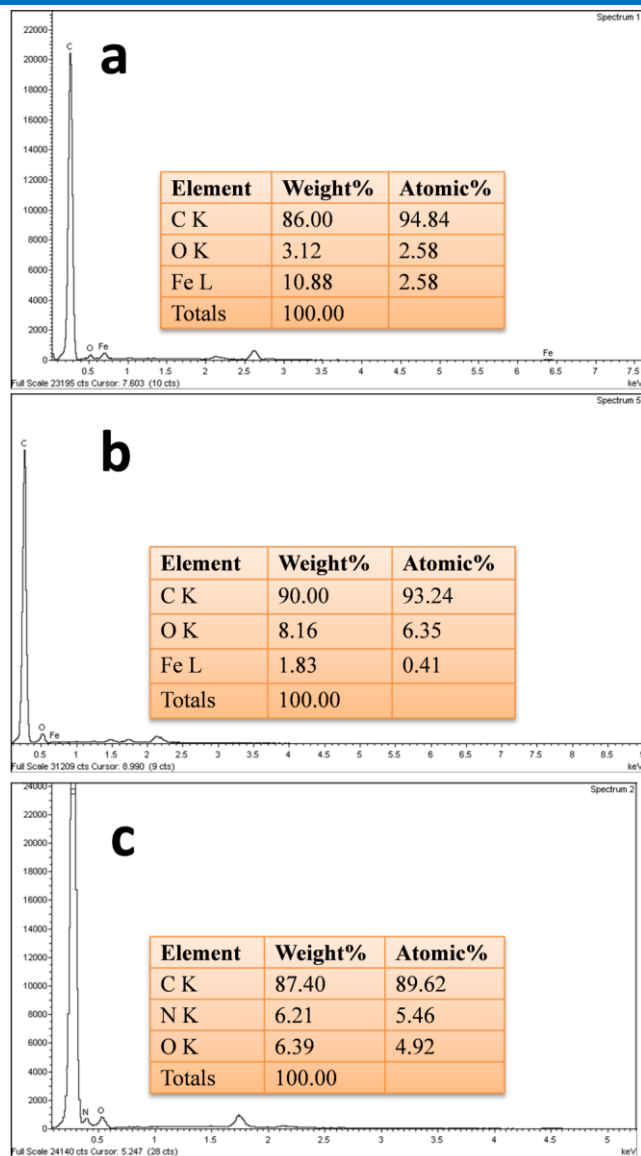 Spectrum 1
a
C
22000
20000
18000
16000
14000
12000
10000
8000
6000
4000
2000
0
Element Weight% Atomic%
C K 86.00 94.84
O K 3.12 2.58
Fe L 10.88 2.58
Totals 100.00
O Fe Fe
0.5 1 1.5 2 2.5 3 3.5 4 4.5 5 5.5 6 6.5 7 7.5
Full Scale 23195 cts Cursor: 7.603 (10 cts) keV
Spectrum 5
b
C
Element Weight% Atomic%
C K 90.00 93.24
O K 8.16 6.35
Fe L 1.83 0.41
Totals 100.00
O Fe
0.5 1 1.5 2 2.5 3 3.5 4 4.5 5 5.5 6 6.5 7 7.5 8 8.5
Full Scale 31209 cts Cursor: 8.990 (9 cts) keV
Spectrum 2
c
24000
22000
20000
18000
16000
14000
12000
10000
8000
6000
4000
2000
0
Element Weight% Atomic%
C K 87.40 89.62
N K 6.21 5.46
O K 6.39 4.92
Totals 100.00
N O
0.5 1 1.5 2 2.5 3 3.5 4 4.5 5
Full Scale 24140 cts Cursor: 5.247 (28 cts) keV